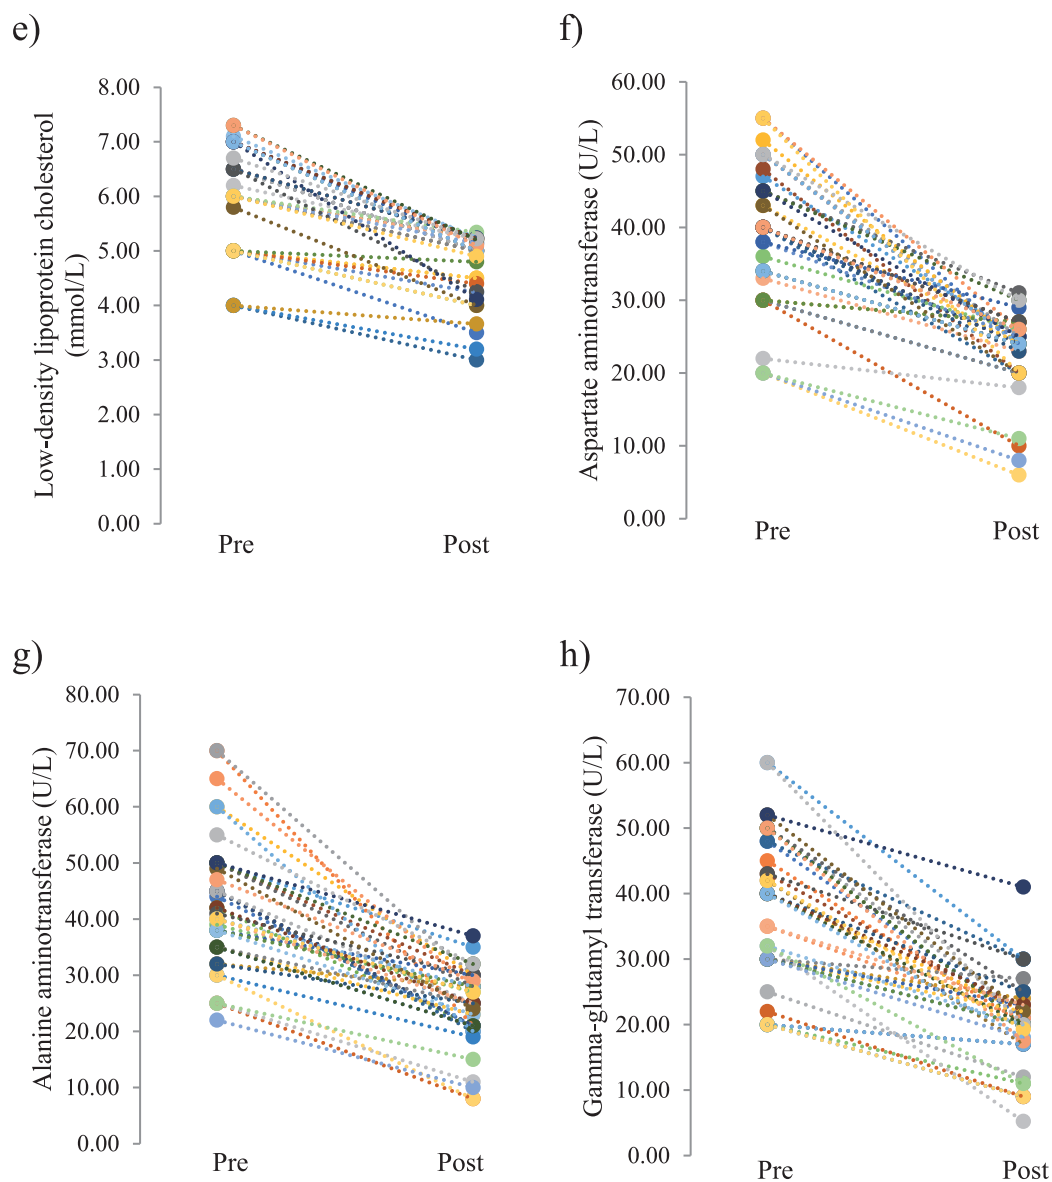 e)
Low-density lipoprotein cholesterol
(mmol/L)
8.00
7.00
6.00
5.00
4.00
3.00
2.00
1.00
0.00
Pre
Post
f)
Aspartate aminotransferase (U/L)
60.00
50.00
40.00
30.00
20.00
10.00
0.00
Pre
Post
g)
Alanine aminotransferase (U/L)
80.00
70.00
60.00
50.00
40.00
30.00
20.00
10.00
0.00
Pre
Post
h)
Gamma-glutamyl transferase (U/L)
70.00
60.00
50.00
40.00
30.00
20.00
10.00
0.00
Pre
Post